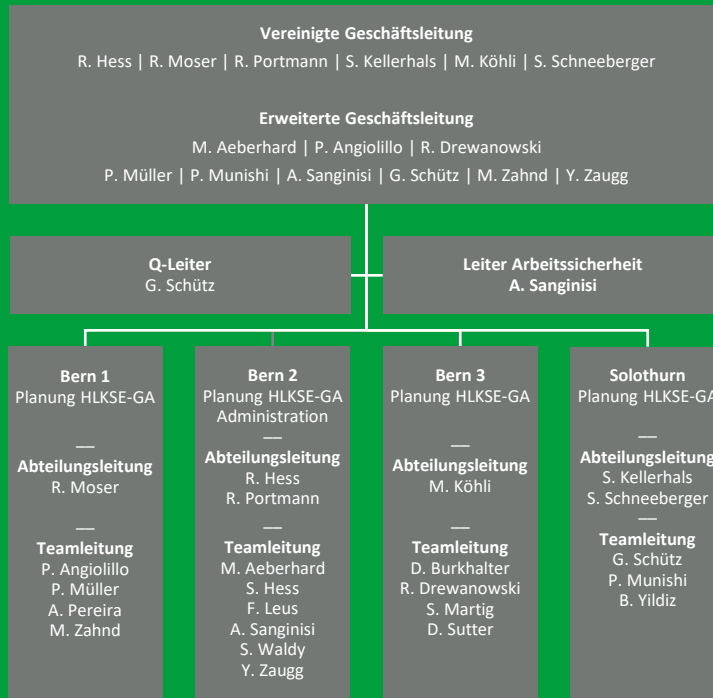 Vereinigte Geschäftsleitung
R. Hess | R. Moser | R. Portmann | S. Kellerhals | M. Köhli | S. Schneeberger
Erweiterte Geschäftsleitung
M. Aeberhard | P. Angiolillo | R. Drewanowski
P. Müller | P. Munishi | A. Sanginisi | G. Schütz | M. Zahnd | Y. Zaugg
Q-Leiter
G. Schütz
Leiter Arbeitssicherheit
A. Sanginisi
Bern 1
Planung HLKSE-GA
Abteilungsleitung
R. Moser
Teamleitung
P. Angiolillo
P. Müller
A. Pereira
M. Zahnd
Bern 2
Planung HLKSE-GA
Administration
Abteilungsleitung
R. Hess
R. Portmann
Teamleitung
M. Aeberhard
S. Hess
F. Leus
A. Sanginisi
S. Waldy
Y. Zaugg
Bern 3
Planung HLKSE-GA
Abteilungsleitung
M. Köhli
Teamleitung
D. Burkhalter
R. Drewanowski
S. Martig
D. Sutter
Solothurn
Planung HLKSE-GA
Abteilungsleitung
S. Kellerhals
S. Schneeberger
Teamleitung
G. Schütz
P. Munishi
B. Yildiz